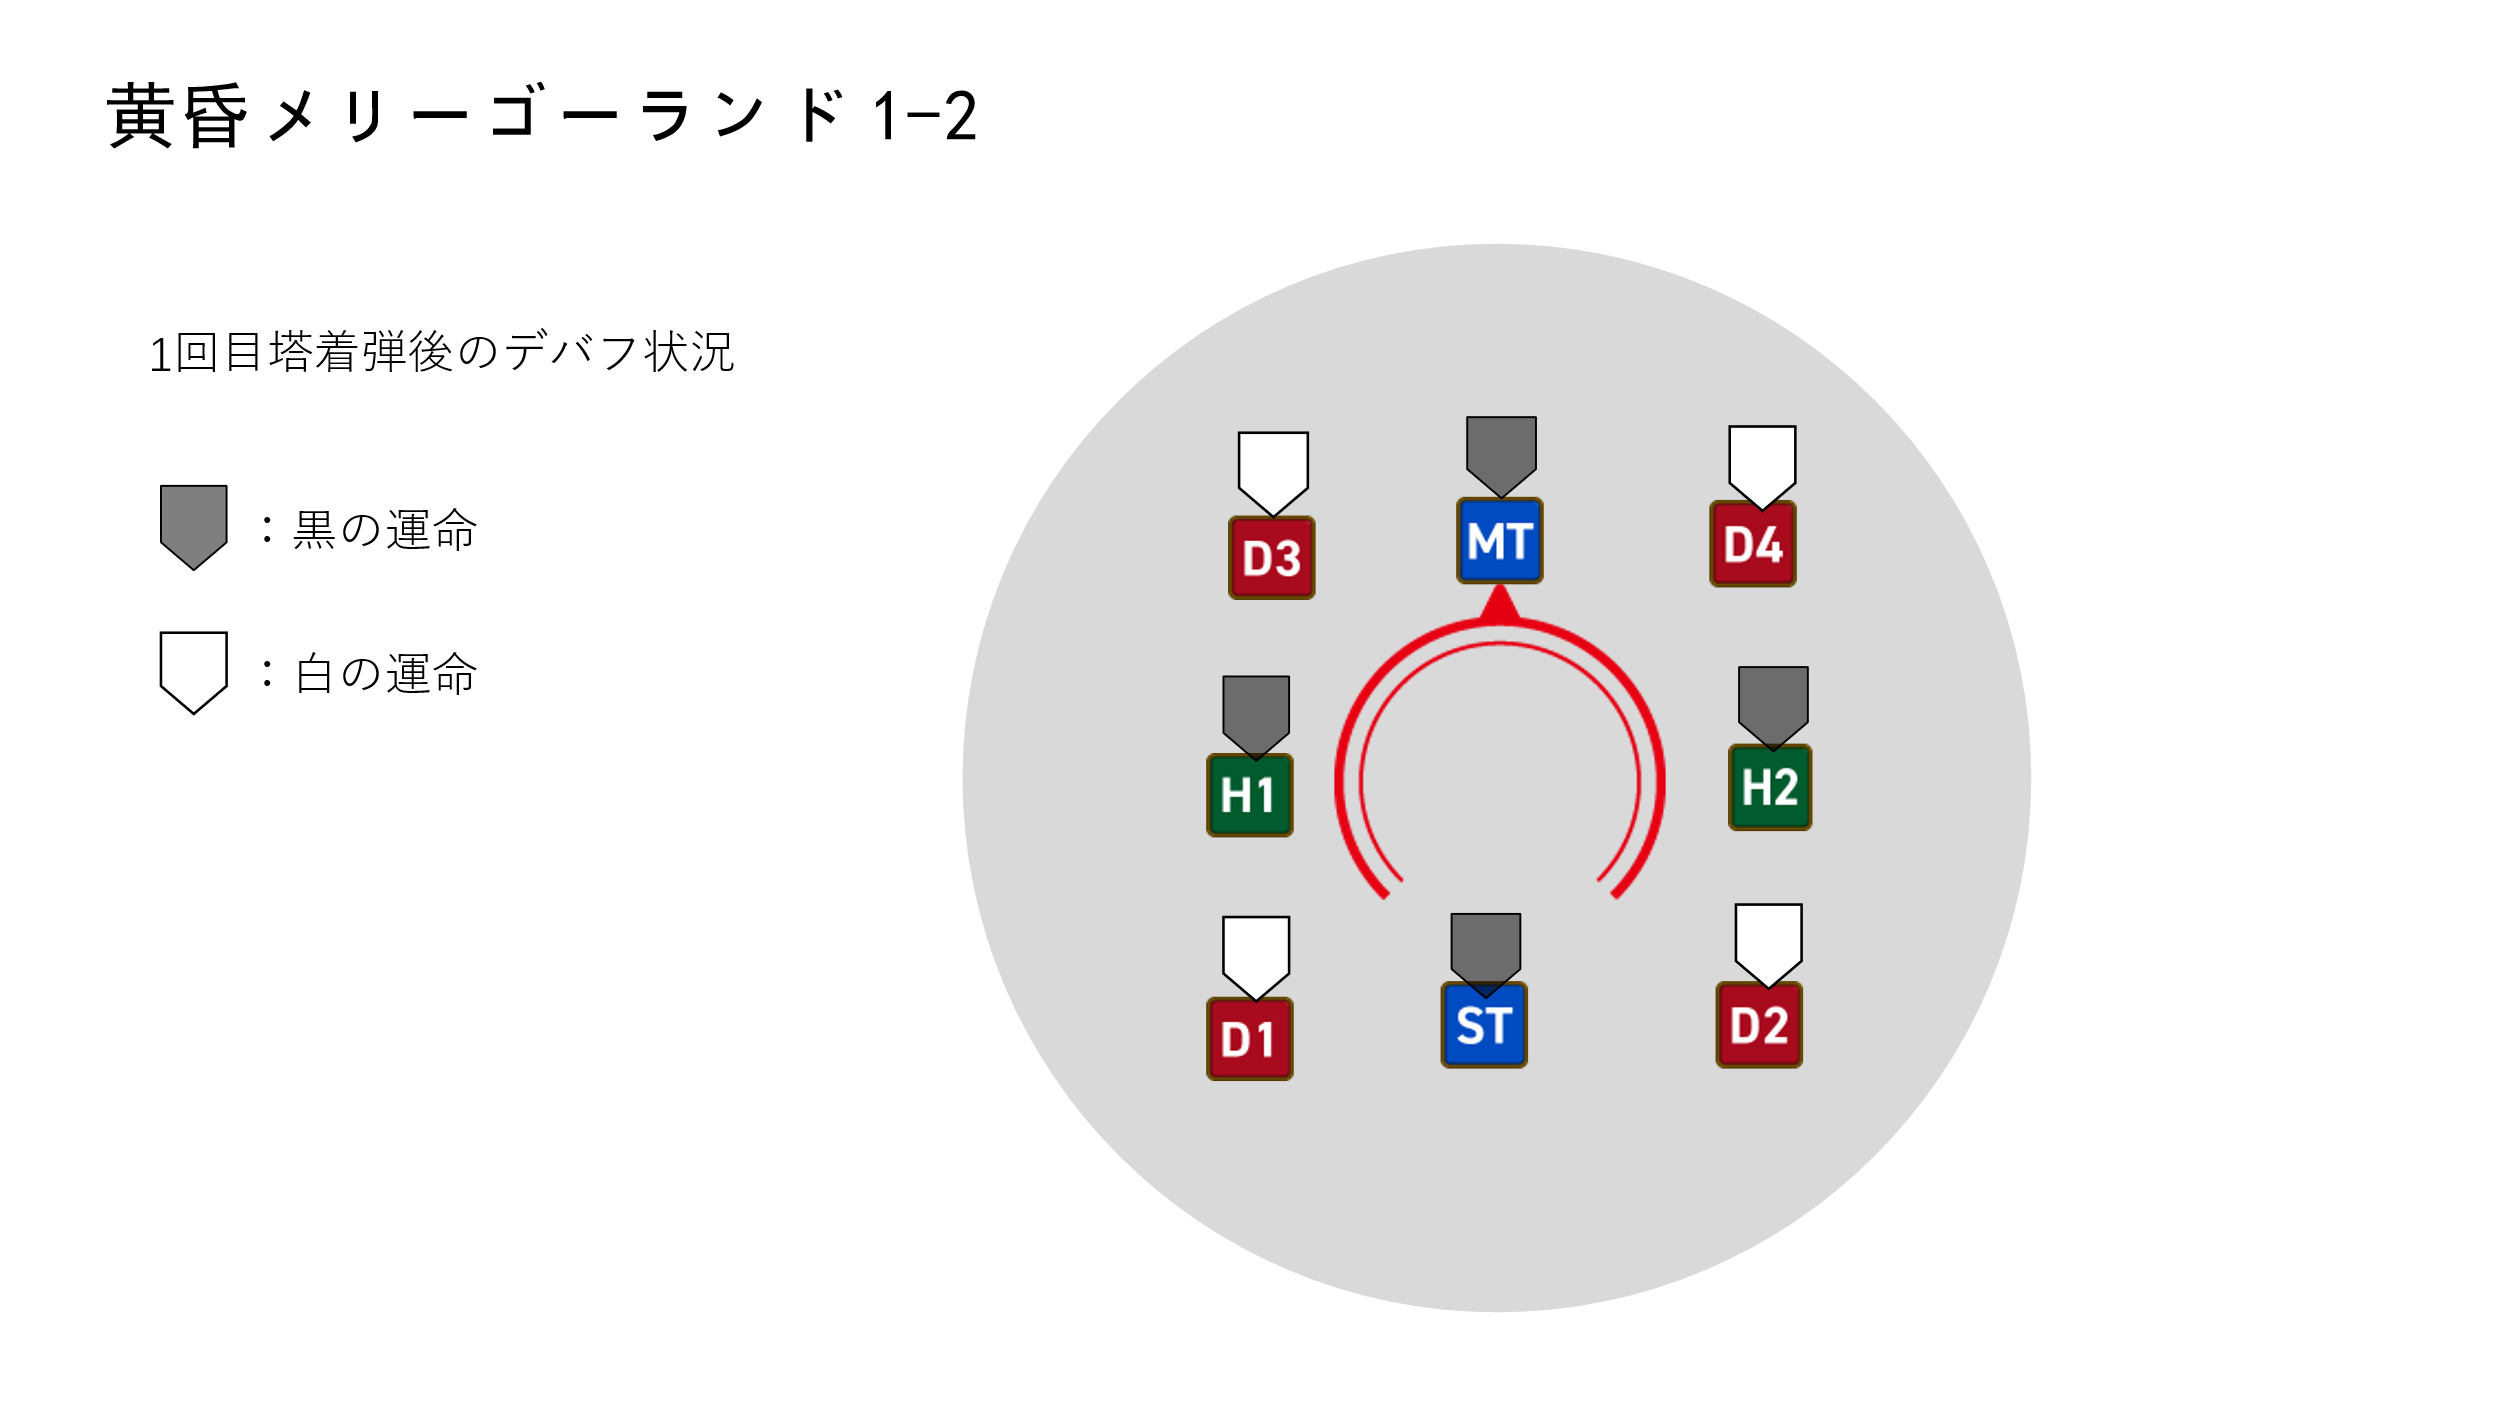 黄昏メリーゴーランド1−2
1回目塔着弾後のデバフ状況
：黒の運命
：白の運命
D3 MT D4
H1 H2
D1 ST D2